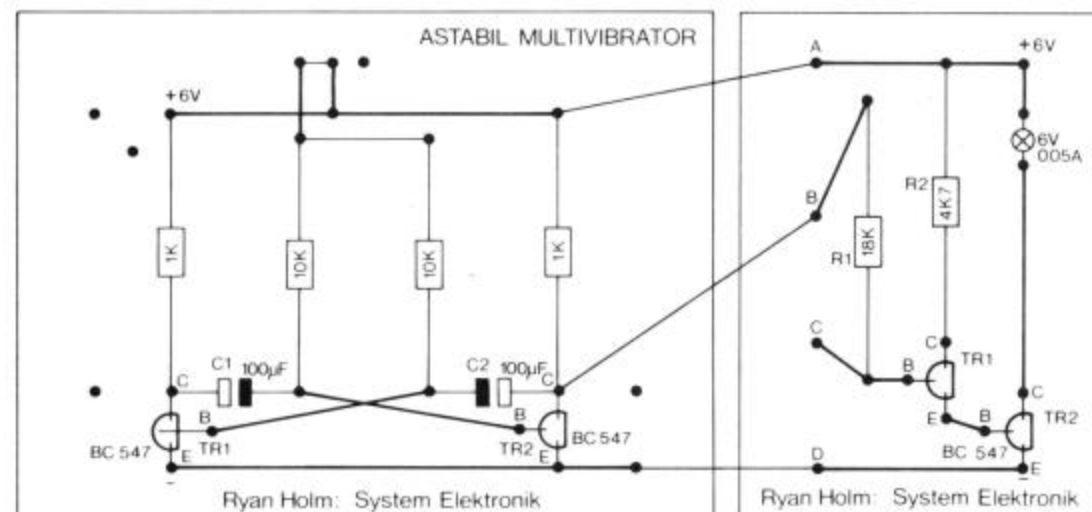 ASTABIL MULTIVIBRATOR
+6V
1K
10K
10K
1K
C1
100µF
C2
100µF
C
C
B
B
BC 547
TR1
TR2
BC 547
E
E
-
Ryan Holm: System Elektronik
A
+6V
6V
005A
R2
4K7
B
R1
18K
C
C
TR1
B
C
E
B
TR2
BC 547
D
E
-
Ryan Holm: System Elektronik